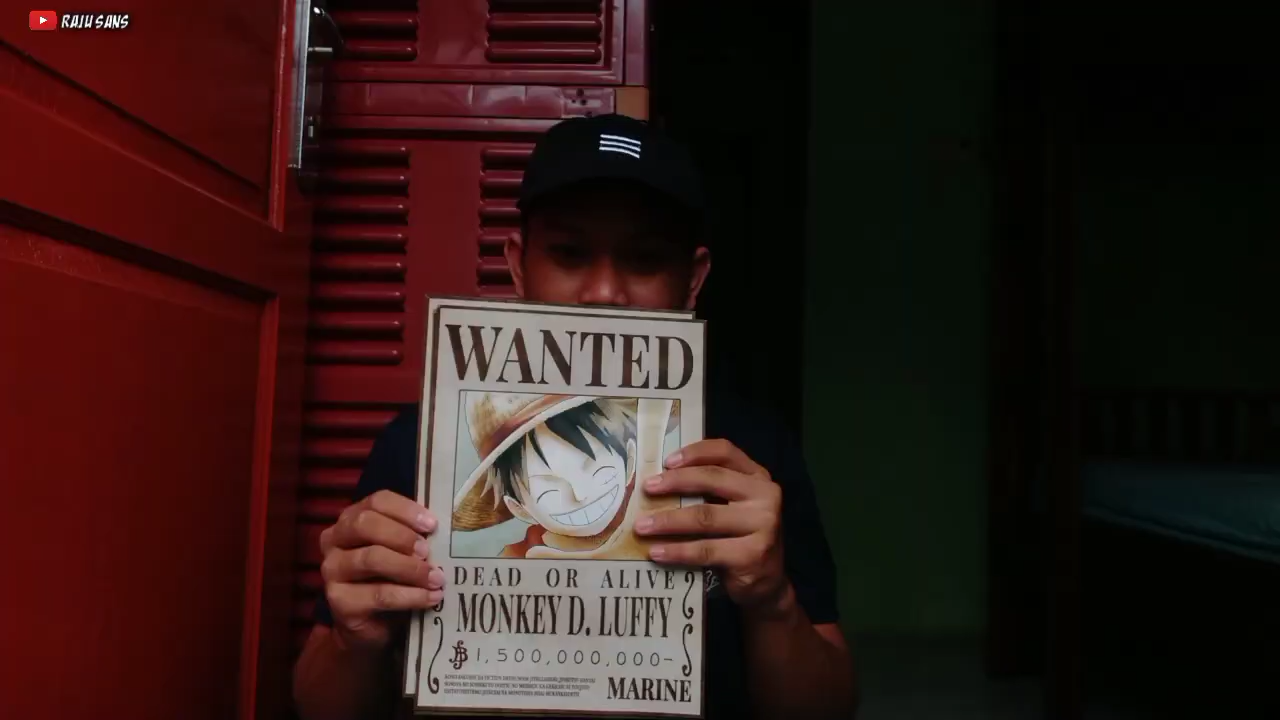 RAJU SANS
WANTED
DEAD OR ALIVE
MONKEY D. LUFFY
฿1,500,000,000-
MARINE